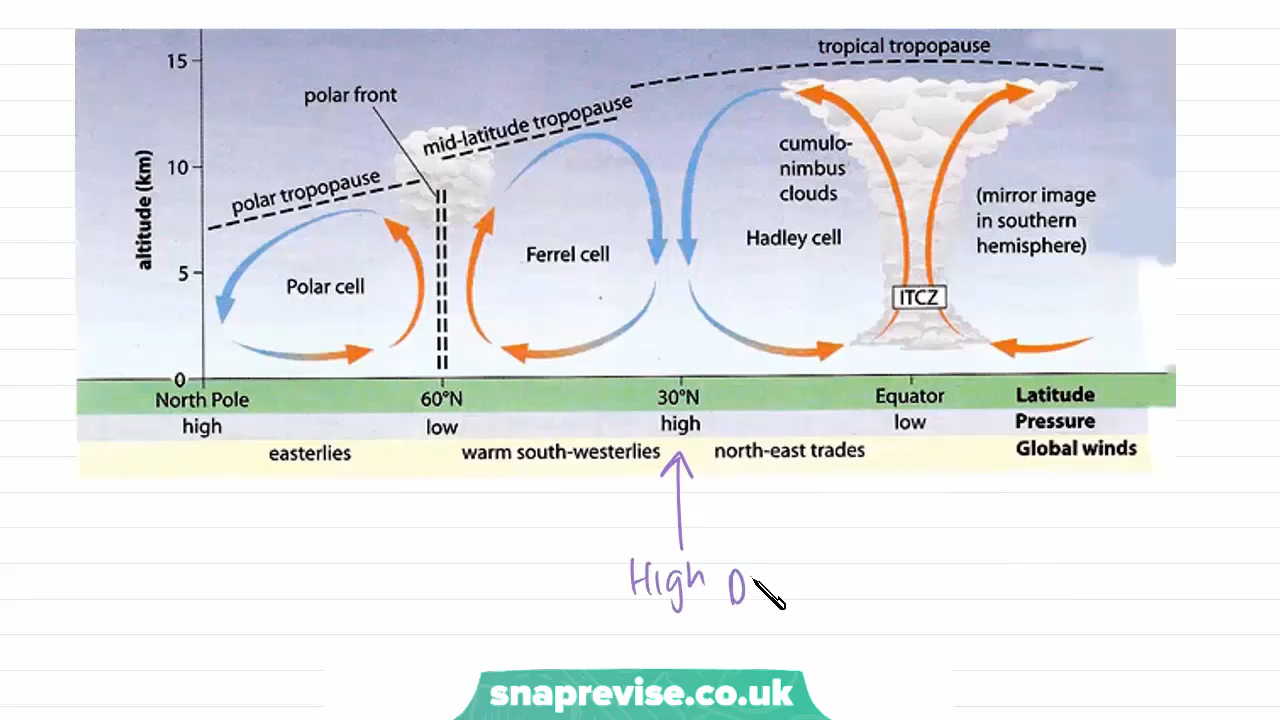 tropical tropopause
15
polar front
mid-latitude tropopause
10
polar tropopause
altitude (km)
cumulo-
nimbus
clouds
(mirror image
in southern
hemisphere)
Hadley cell
Ferrel cell
5
Polar cell
ITCZ
0
North Pole 60°N 30°N Equator Latitude
high low high low Pressure
easterlies warm south-westerlies north-east trades Global winds
High
snaprevise.co.uk